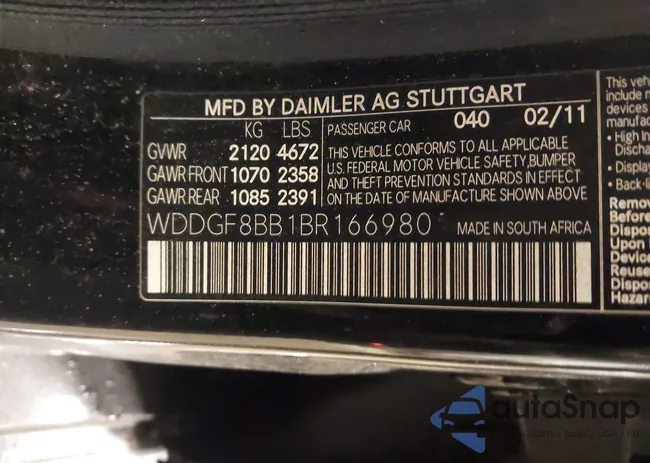 MFD BY DAIMLER AG STUTTGART
KG LBS PASSENGER CAR 040 02/11
GVWR 2120 4672
GAWR FRONT 1070 2358
GAWR REAR 1085 2391
THIS VEHICLE CONFORMS TO ALL APPLICABLE
U.S. FEDERAL MOTOR VEHICLE SAFETY, BUMPER
AND THEFT PREVENTION STANDARDS IN EFFECT
ON THE DATE OF MANUFACTURE SHOWN ABOVE
WDDGF8BB1BR166980 MADE IN SOUTH AFRICA
This veh
include m
devices
manufac
• High In
Discha
• Display
• Back-li
Remov
Before
Dispos
Upon
Devic
Reuse
Dispo
Hazar
autoSnap